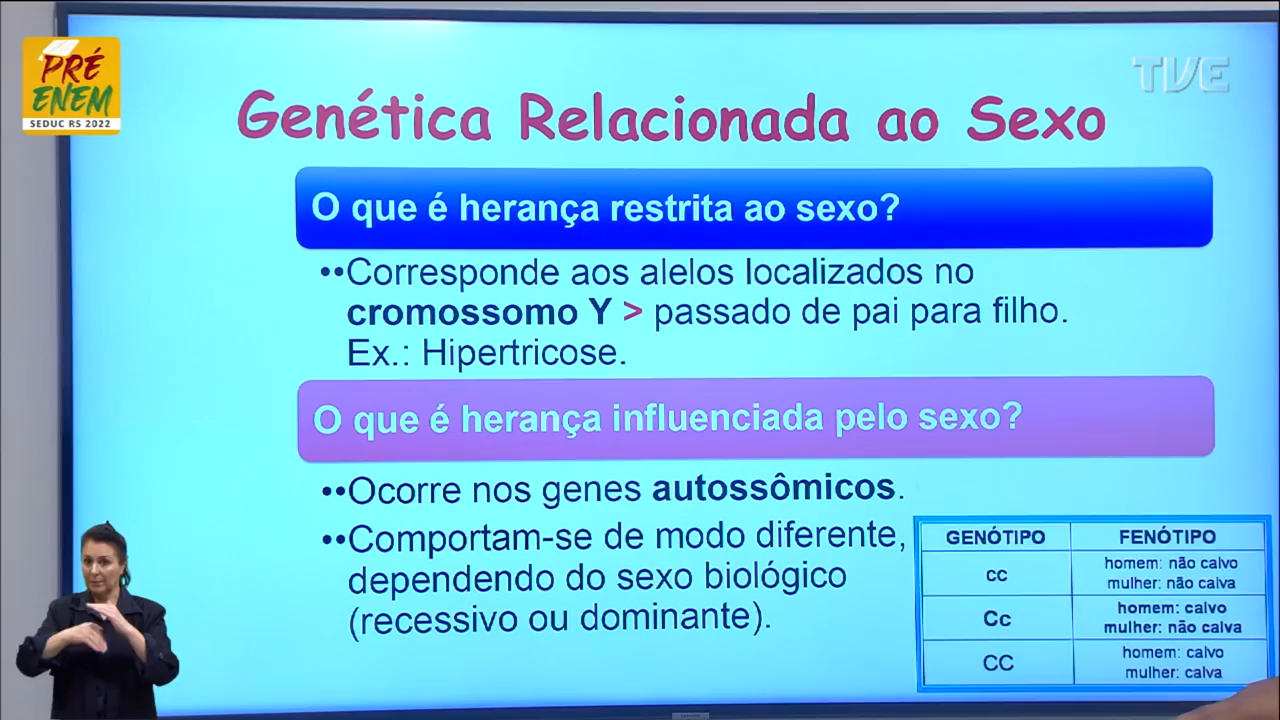 PRÉ
ENEM
SEDUC RS 2022
TVE
Genética Relacionada ao Sexo
O que é herança restrita ao sexo?
••Corresponde aos alelos localizados no
cromossomo Y > passado de pai para filho.
Ex.: Hipertricose.
O que é herança influenciada pelo sexo?
••Ocorre nos genes autossômicos.
••Comportam-se de modo diferente,
dependendo do sexo biológico
(recessivo ou dominante).
GENÓTIPO FENÓTIPO
cc homem: não calvo
mulher: não calva
Cc homem: calvo
mulher: não calva
CC homem: calvo
mulher: calva